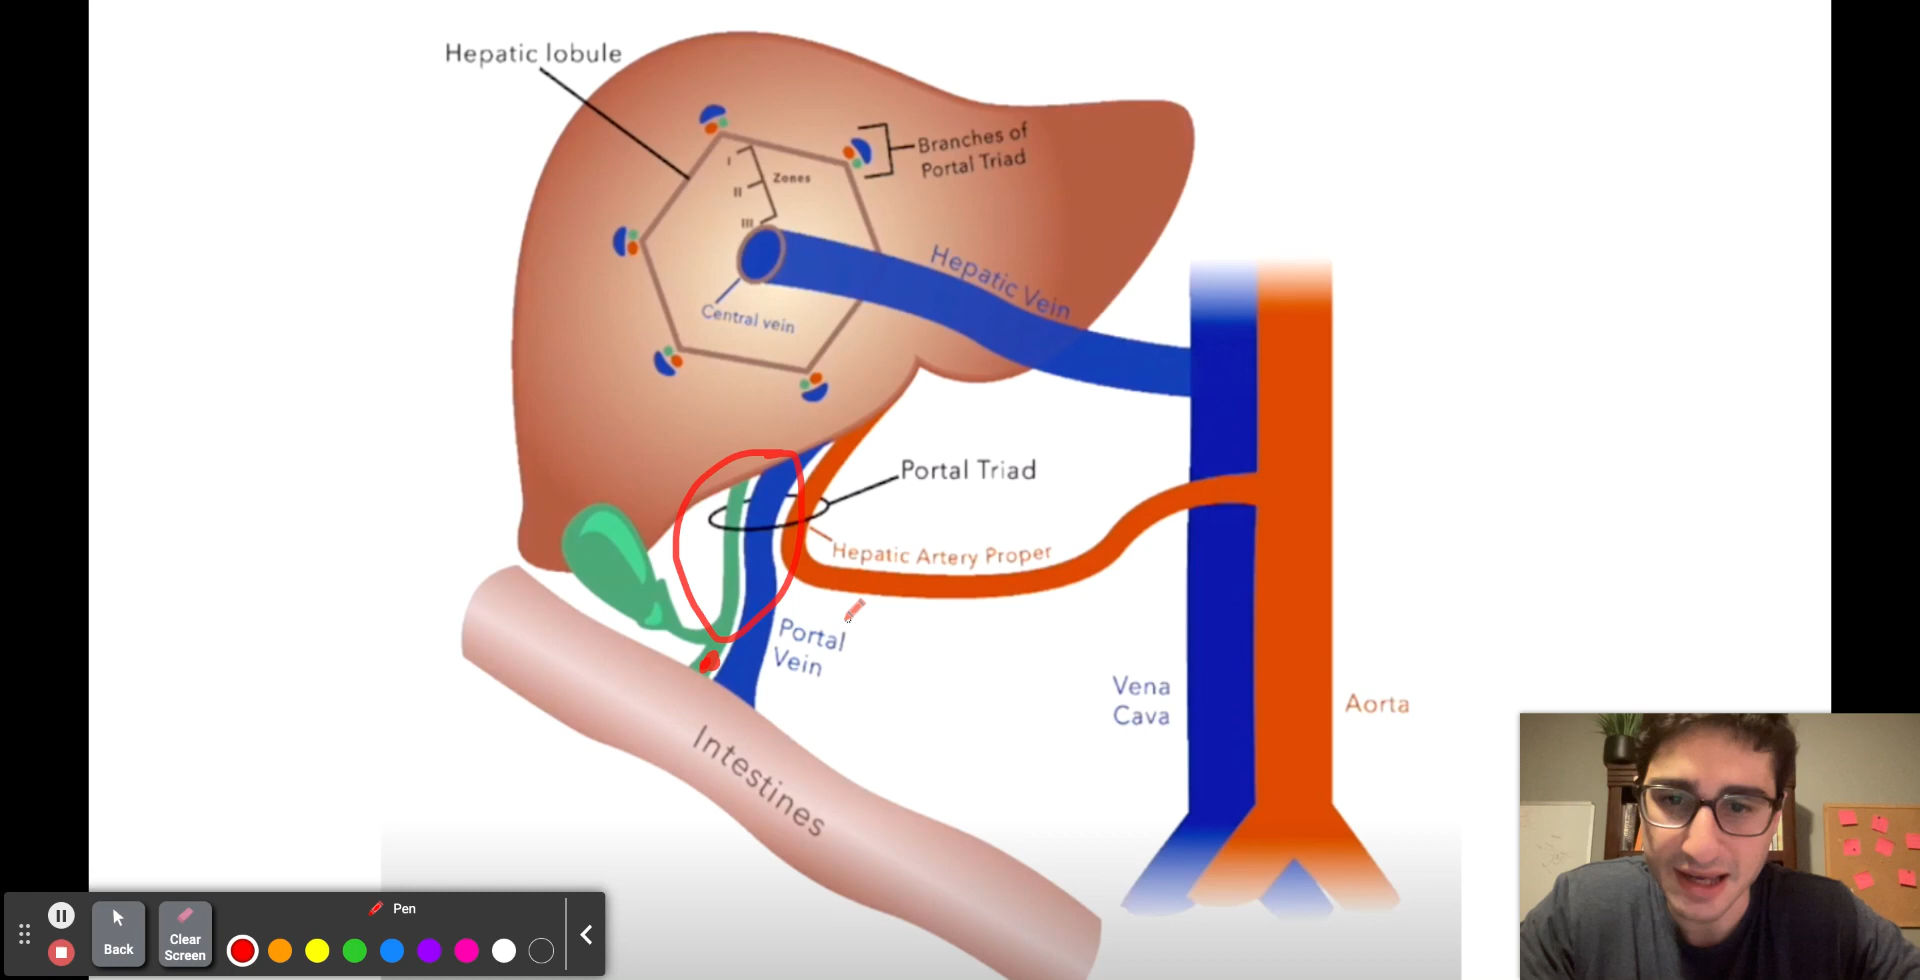 Hepatic lobule
Branches of
Portal Triad
I
Zones
II
III
Hepatic Vein
Central vein
Portal Triad
Hepatic Artery Proper
Portal
Vein
Vena
Cava
Aorta
Intestines
Pen
Back
Clear
Screen